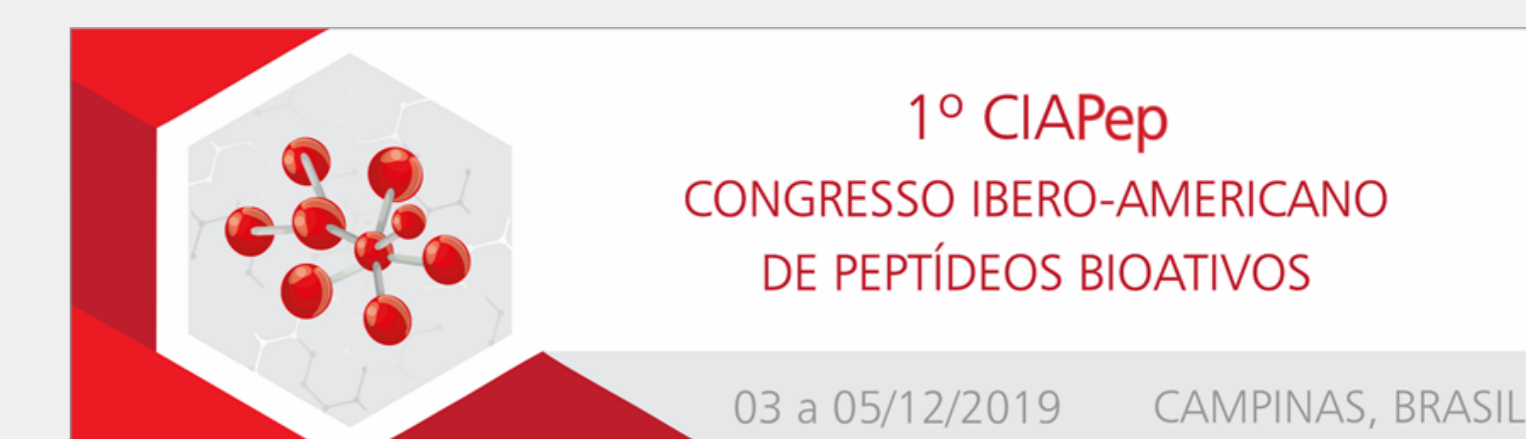 1º CIAPep
CONGRESSO IBERO-AMERICANO
DE PEPTÍDEOS BIOATIVOS
03 a 05/12/2019 CAMPINAS, BRASIL